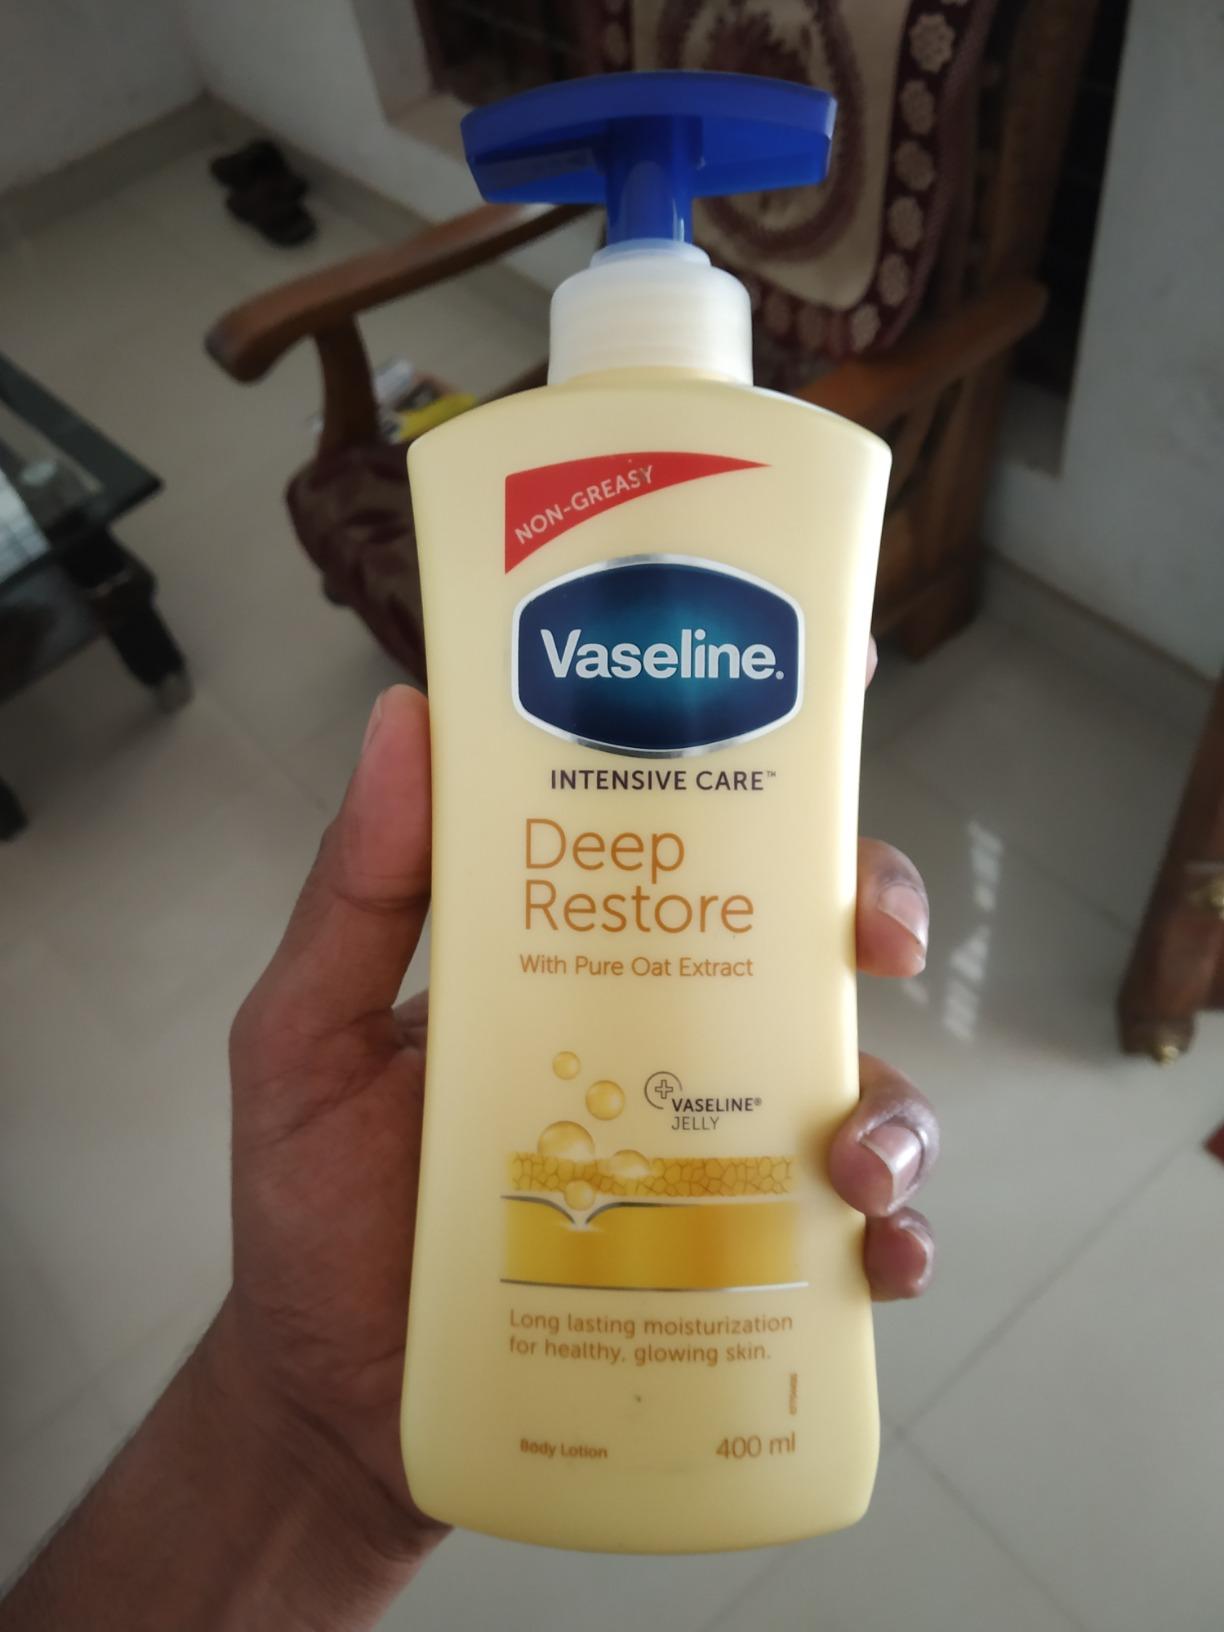 NON-GREASY
Vaseline.
INTENSIVE CARE™
Deep
Restore
With Pure Oat Extract
VASELINE®
JELLY
Long lasting moisturization
for healthy, glowing skin.
Body Lotion
400 ml